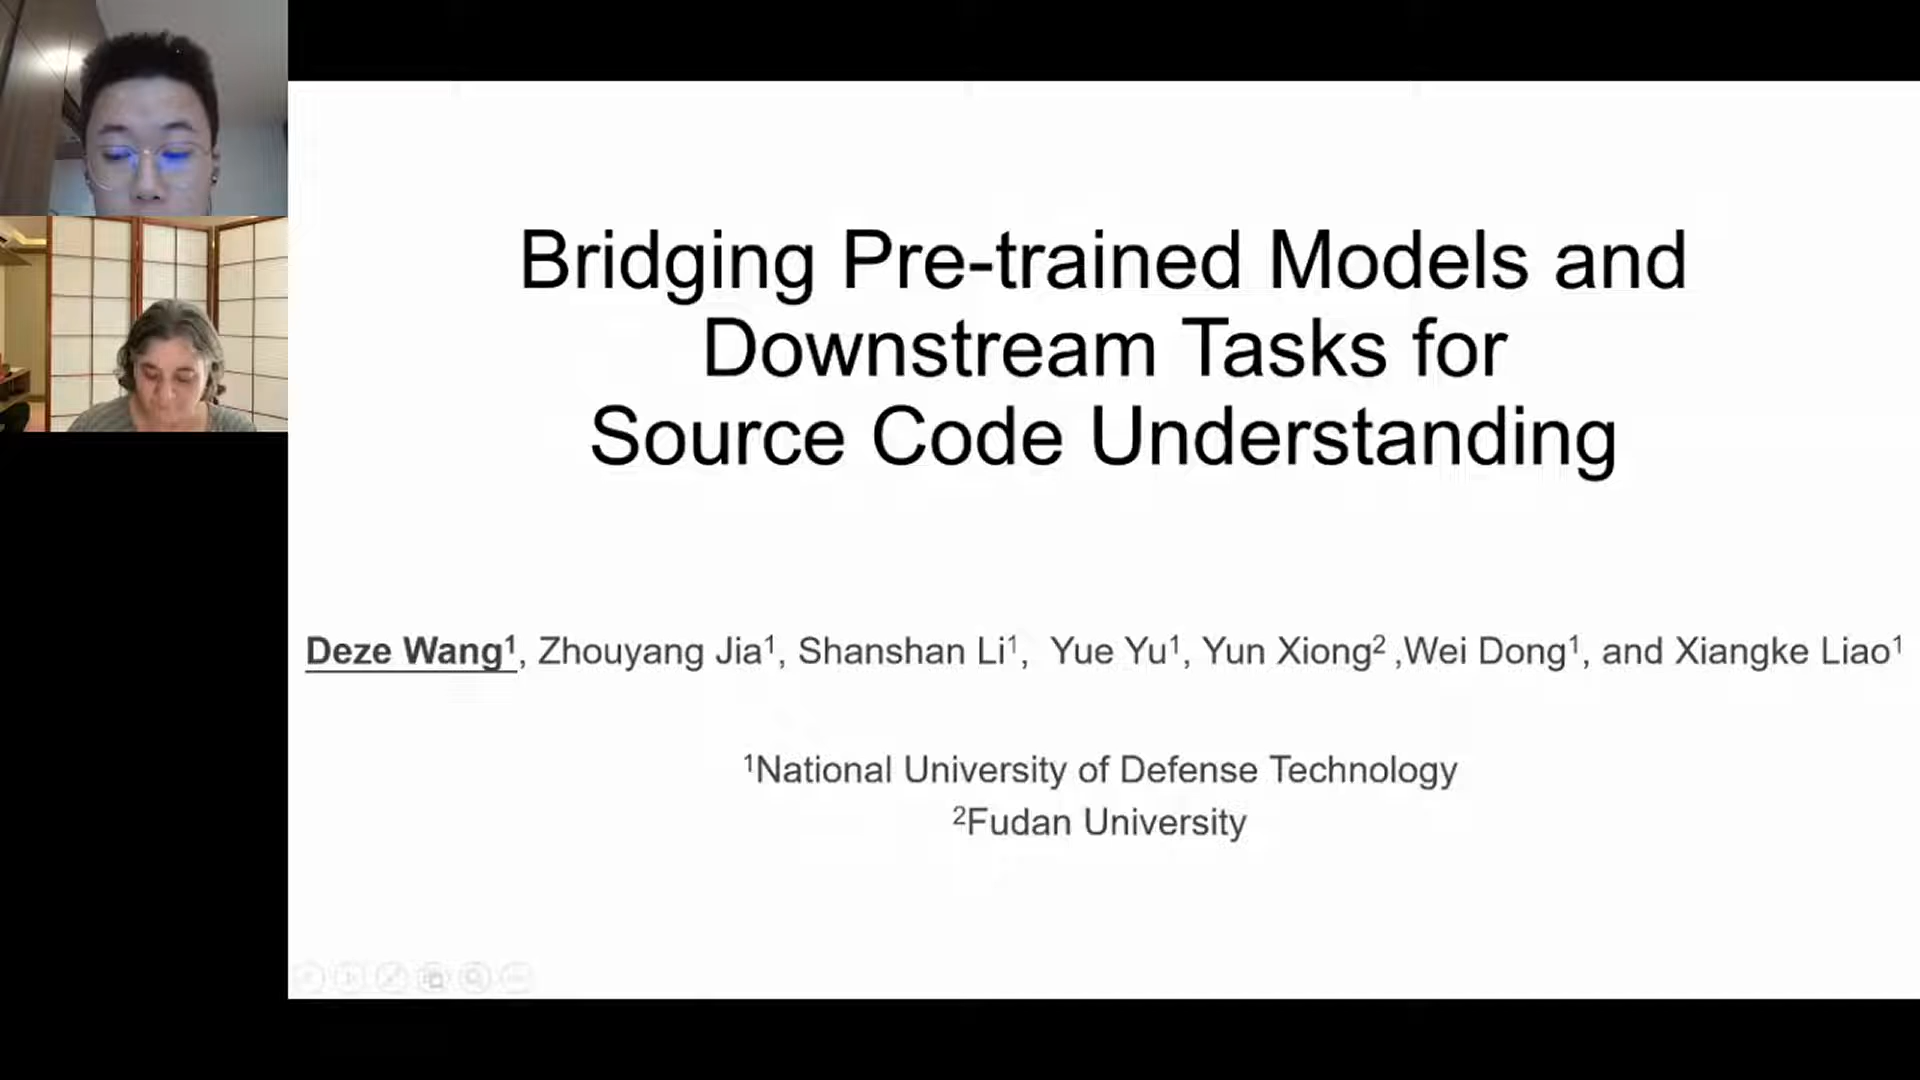 Bridging Pre-trained Models and
Downstream Tasks for
Source Code Understanding
Deze Wang¹, Zhouyang Jia¹, Shanshan Li¹, Yue Yu¹, Yun Xiong² ,Wei Dong¹, and Xiangke Liao¹
¹National University of Defense Technology
²Fudan University